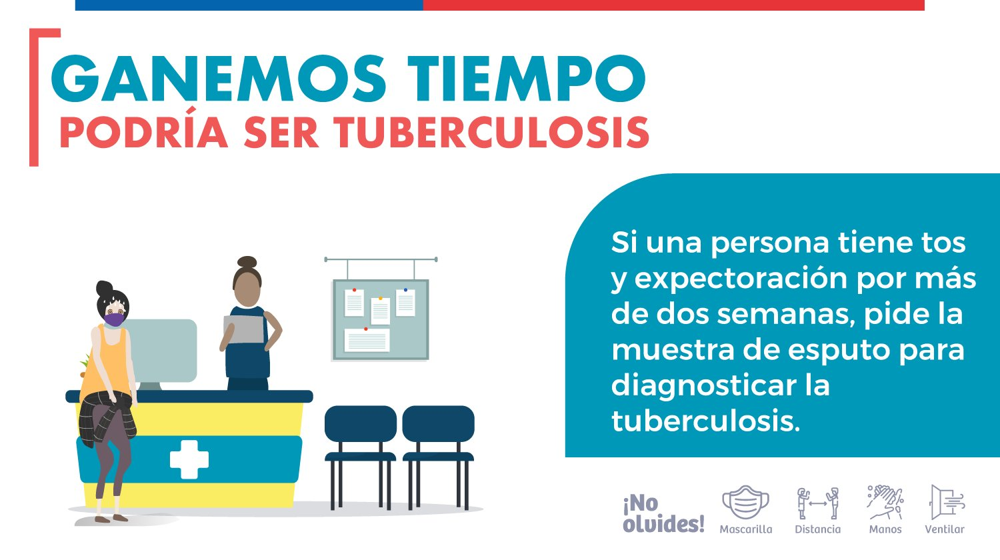 GANEMOS TIEMPO
PODRÍA SER TUBERCULOSIS
Si una persona tiene tos
y expectoración por más
de dos semanas, pide la
muestra de esputo para
diagnosticar la
tuberculosis.
¡No
olvides!
Mascarilla
Distancia
Manos
Ventilar